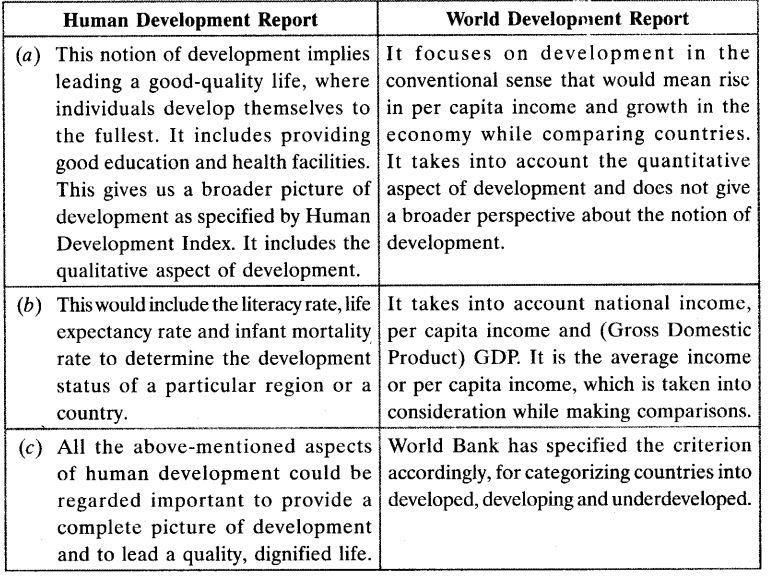 Human Development Report
World Development Report
(a) This notion of development implies
leading a good-quality life, where
individuals develop themselves to
the fullest. It includes providing
good education and health facilities.
This gives us a broader picture of
development as specified by Human
Development Index. It includes the
qualitative aspect of development.
It focuses on development in the
conventional sense that would mean rise
in per capita income and growth in the
economy while comparing countries.
It takes into account the quantitative
aspect of development and does not give
a broader perspective about the notion of
development.
(b) This would include the literacy rate, life
expectancy rate and infant mortality
rate to determine the development
status of a particular region or a
country.
It takes into account national income,
per capita income and (Gross Domestic
Product) GDP. It is the average income
or per capita income, which is taken into
consideration while making comparisons.
(c) All the above-mentioned aspects
of human development could be
regarded important to provide a
complete picture of development
and to lead a quality, dignified life.
World Bank has specified the criterion
accordingly, for categorizing countries into
developed, developing and underdeveloped.